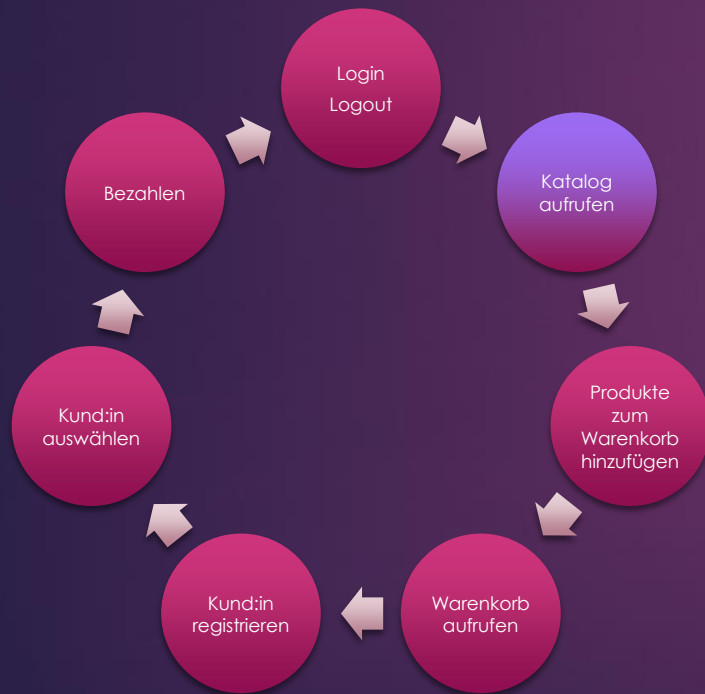 Login
Logout
Katalog
aufrufen
Produkte
zum
Warenkorb
hinzufügen
Warenkorb
aufrufen
Kund:in
registrieren
Kund:in
auswählen
Bezahlen